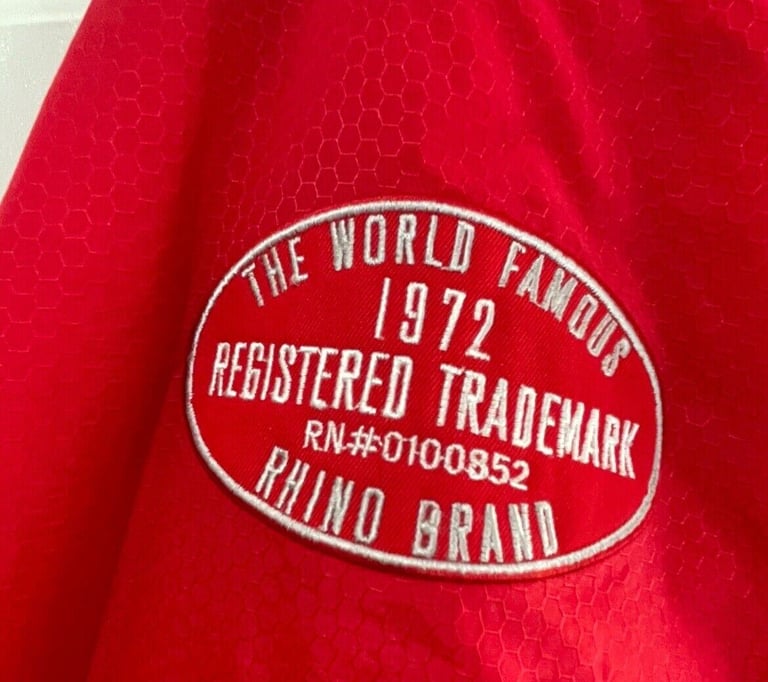 THE WORLD FAMOUS
1972
REGISTERED TRADEMARK
RN#0100852
RHINO BRAND